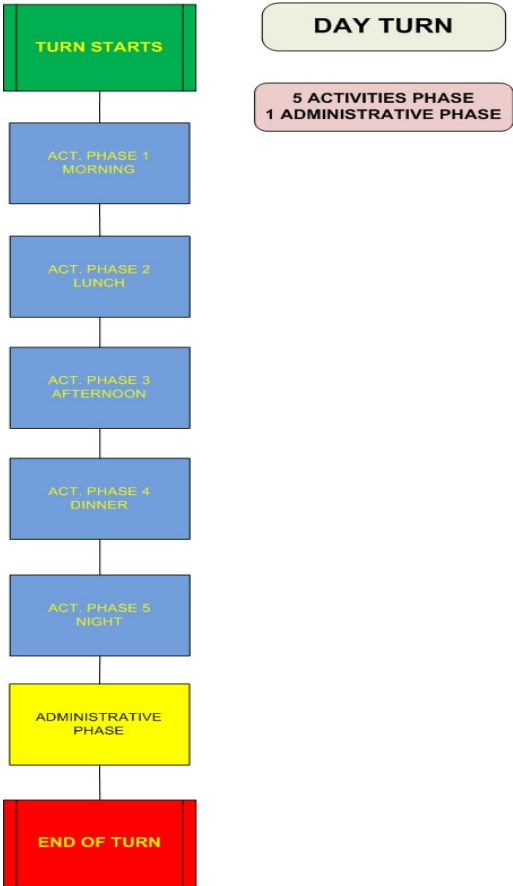 TURN STARTS
DAY TURN
5 ACTIVITIES PHASE
1 ADMINISTRATIVE PHASE
ACT. PHASE 1
MORNING
ACT. PHASE 2
LUNCH
ACT. PHASE 3
AFTERNOON
ACT. PHASE 4
DINNER
ACT. PHASE 5
NIGHT
ADMINISTRATIVE
PHASE
END OF TURN